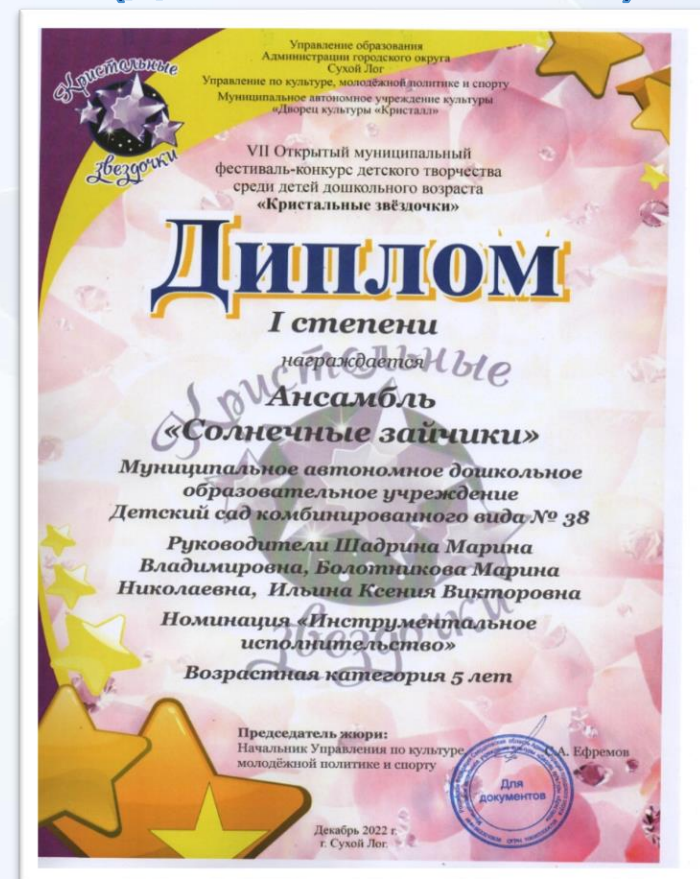 Кристальные
звездочки
Управление образования
Администрации городского округа
Сухой Лог
Управление по культуре, молодёжной политике и спорту
Муниципальное автономное учреждение культуры
«Дворец культуры «Кристалл»
VII Открытый муниципальный
фестиваль-конкурс детского творчества
среди детей дошкольного возраста
«Кристальные звёздочки»
Диплом
I степени
награждается
Кристальные
Ансамбль
«Солнечные зайчики»
Муниципальное автономное дошкольное
образовательное учреждение
Детский сад комбинированного вида № 38
Руководители Шадрина Марина
Владимировна, Болотникова Марина
Николаевна, Ильина Ксения Викторовна
звездочки
Номинация «Инструментальное
исполнительство»
Возрастная категория 5 лет
Председатель жюри:
Начальник Управления по культуре,
молодёжной политике и спорту
С.А. Ефремов
Для
документов
Декабрь 2022 г.
г. Сухой Лог